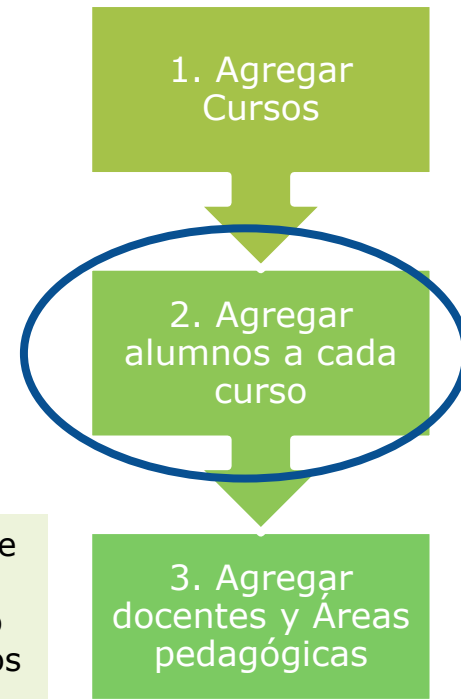 1. Agregar
Cursos
2. Agregar
alumnos a cada
curso
3. Agregar
docentes y Áreas
pedagógicas